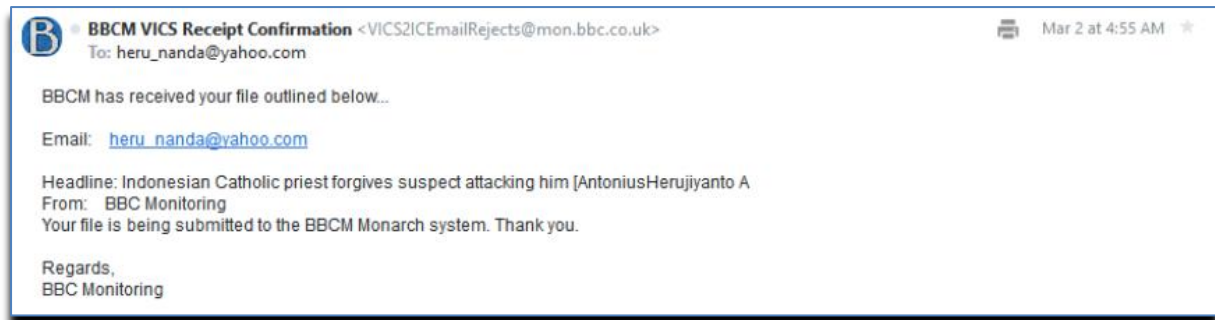 B
BBCM VICS Receipt Confirmation <VICS2ICEmailRejects@mon.bbc.co.uk> Mar 2 at 4:55 AM
To: heru_nanda@yahoo.com
BBCM has received your file outlined below...
Email: heru_nanda@yahoo.com
Headline: Indonesian Catholic priest forgives suspect attacking him [AntoniusHerujiyanto A
From: BBC Monitoring
Your file is being submitted to the BBCM Monarch system. Thank you.
Regards,
BBC Monitoring